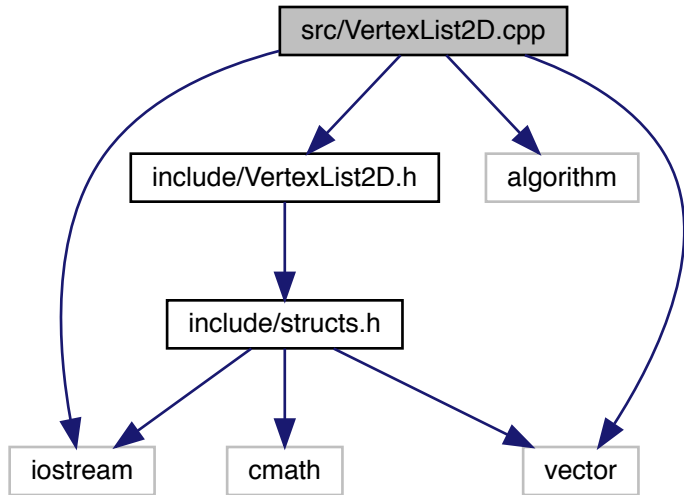 src/VertexList2D.cpp
include/VertexList2D.h
algorithm
include/structs.h
iostream
cmath
vector